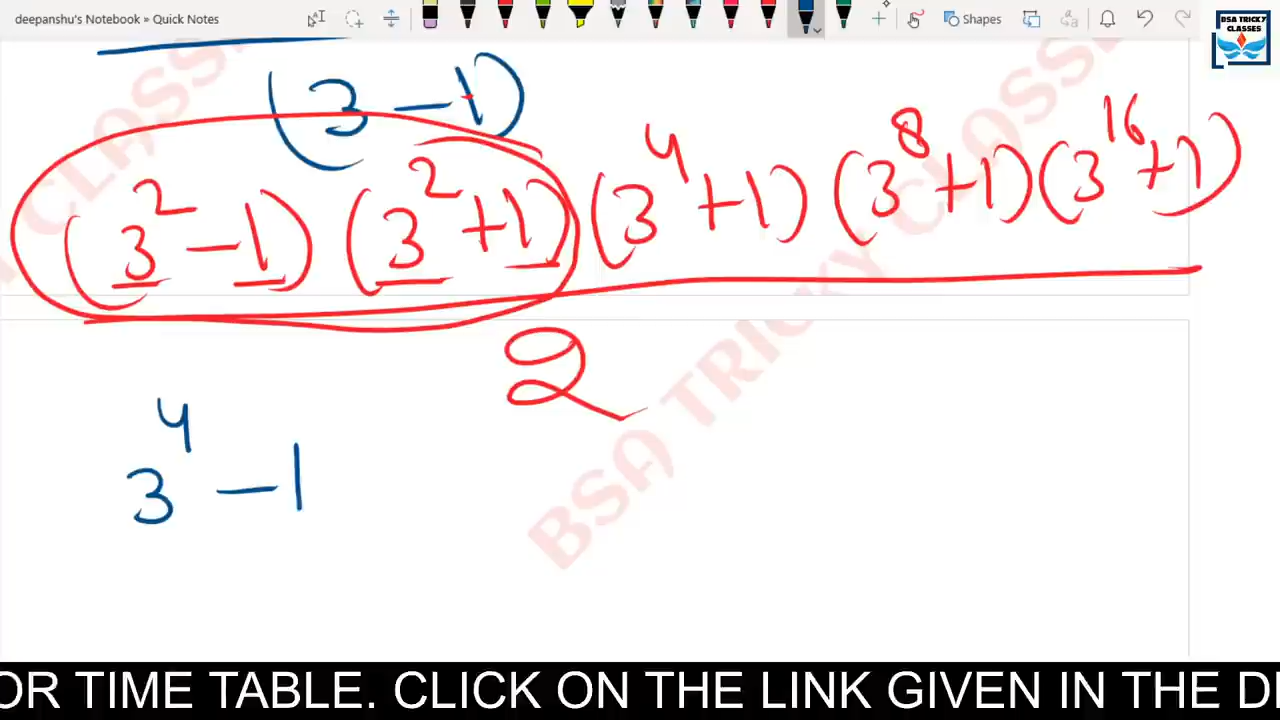 deepanshu's Notebook » Quick Notes
Shapes
BSA TRICKY
CLASSES
(3 - 1)
(3² - 1) (3² + 1) (3⁴ + 1) (3⁸ + 1) (3¹⁶ + 1)
2
3⁴ - 1
BSA TRICKY CLASSES
OR TIME TABLE. CLICK ON THE LINK GIVEN IN THE DE